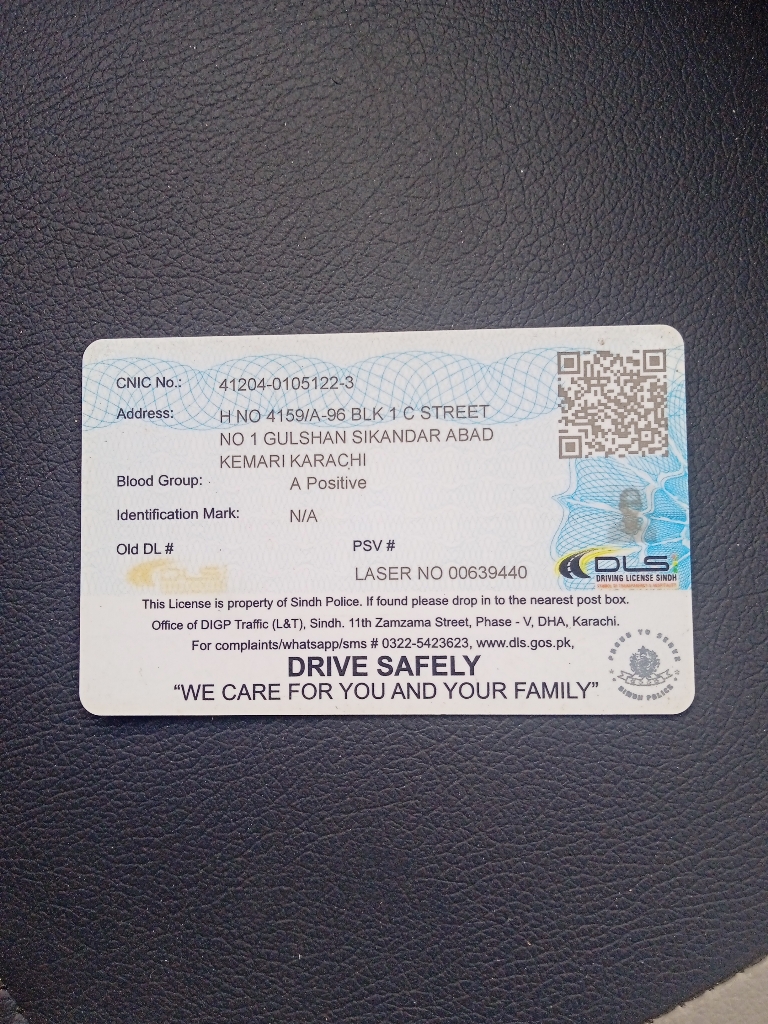 CNIC No.: 41204-0105122-3
Address: H NO 4159/A-96 BLK 1 C STREET
NO 1 GULSHAN SIKANDAR ABAD
KEMARI KARACHI
Blood Group: A Positive
Identification Mark: N/A
Old DL # PSV #
DLS LASER NO 00639440
DLS
DRIVING LICENSE SINDH
This License is property of Sindh Police. If found please drop in to the nearest post box.
Office of DIGP Traffic (L&T), Sindh. 11th Zamzama Street, Phase - V, DHA, Karachi.
For complaints/whatsapp/sms # 0322-5423623, www.dls.gos.pk,
DRIVE SAFELY
“WE CARE FOR YOU AND YOUR FAMILY”
PROUD TO SERVE
SINDH POLICE